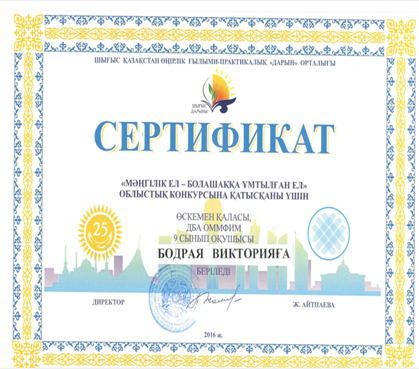 ШЫҒЫС ҚАЗАҚСТАН ӨҢІРЛІК ҒЫЛЫМИ-ПРАКТИКАЛЫҚ «ДАРЫН» ОРТАЛЫҒЫ
ШЫҒЫС
ДАРЫНЫ
СЕРТИФИКАТ
«МӘҢГІЛІК ЕЛ – БОЛАШАҚҚА ҰМТЫЛҒАН ЕЛ»
ОБЛЫСТЫҚ КОНКУРСЫНА ҚАТЫСҚАНЫ ҮШІН
ӨСКЕМЕН ҚАЛАСЫ,
ДБА ОММФИМ
9 СЫНЫП ОҚУШЫСЫ
БОДРАЯ ВИКТОРИЯҒА
БЕРІЛЕДІ
25
ДИРЕКТОР
Ж. АЙТПАЕВА
2016 ж.